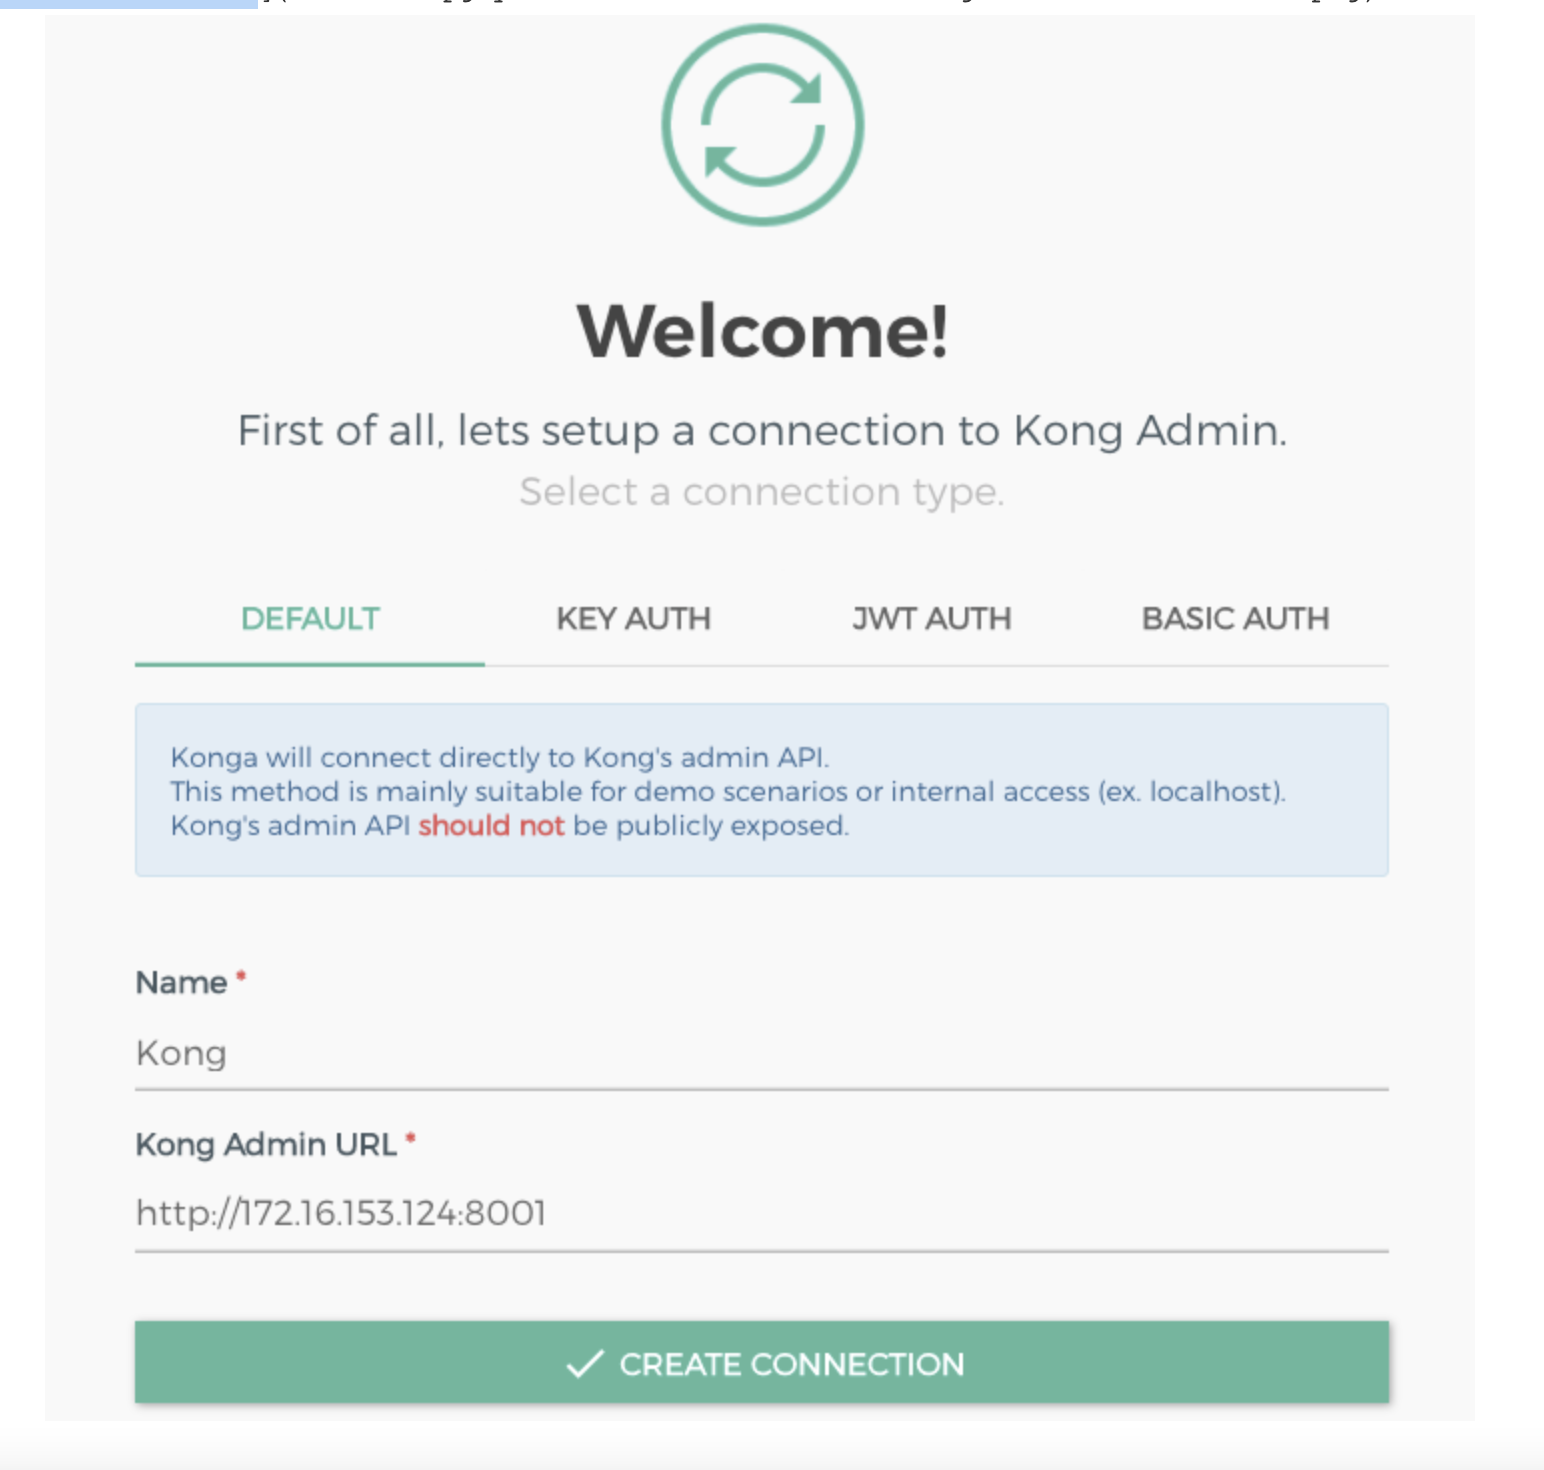 Welcome!
First of all, lets setup a connection to Kong Admin.
Select a connection type.
DEFAULT KEY AUTH JWT AUTH BASIC AUTH
Konga will connect directly to Kong's admin API.
This method is mainly suitable for demo scenarios or internal access (ex. localhost).
Kong's admin API should not be publicly exposed.
Name *
Kong
Kong Admin URL *
http://172.16.153.124:8001
CREATE CONNECTION